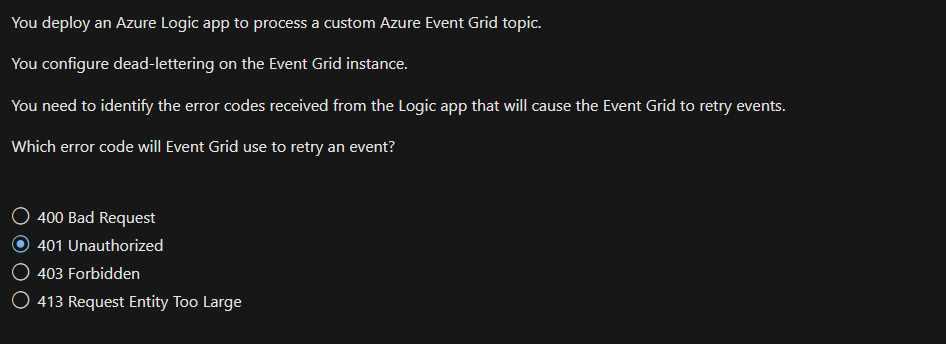 You deploy an Azure Logic app to process a custom Azure Event Grid topic.
You configure dead-lettering on the Event Grid instance.
You need to identify the error codes received from the Logic app that will cause the Event Grid to retry events.
Which error code will Event Grid use to retry an event?
400 Bad Request
401 Unauthorized
403 Forbidden
413 Request Entity Too Large